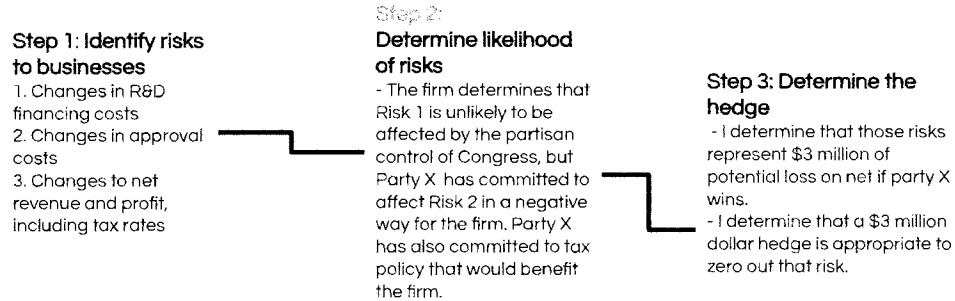 Step 1: Identify risks
to businesses
1. Changes in R&D
financing costs
2. Changes in approval
costs
3. Changes to net
revenue and profit,
including tax rates
Step 2:
Determine likelihood
of risks
- The firm determines that
Risk 1 is unlikely to be
affected by the partisan
control of Congress, but
Party X has committed to
affect Risk 2 in a negative
way for the firm. Party X
has also committed to tax
policy that would benefit
the firm.
Step 3: Determine the
hedge
- I determine that those risks
represent $3 million of
potential loss on net if party X
wins.
- I determine that a $3 million
dollar hedge is appropriate to
zero out that risk.